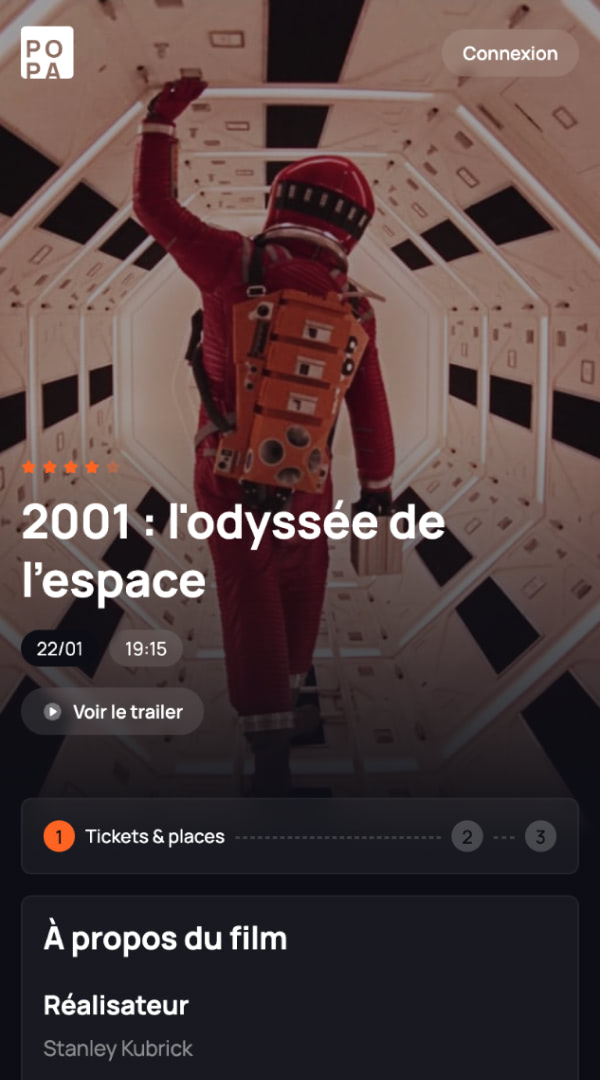 PO
PA
Connexion
2001 : l'odyssée de
l’espace
22/01
19:15
Voir le trailer
1 Tickets & places 2 3
À propos du film
Réalisateur
Stanley Kubrick